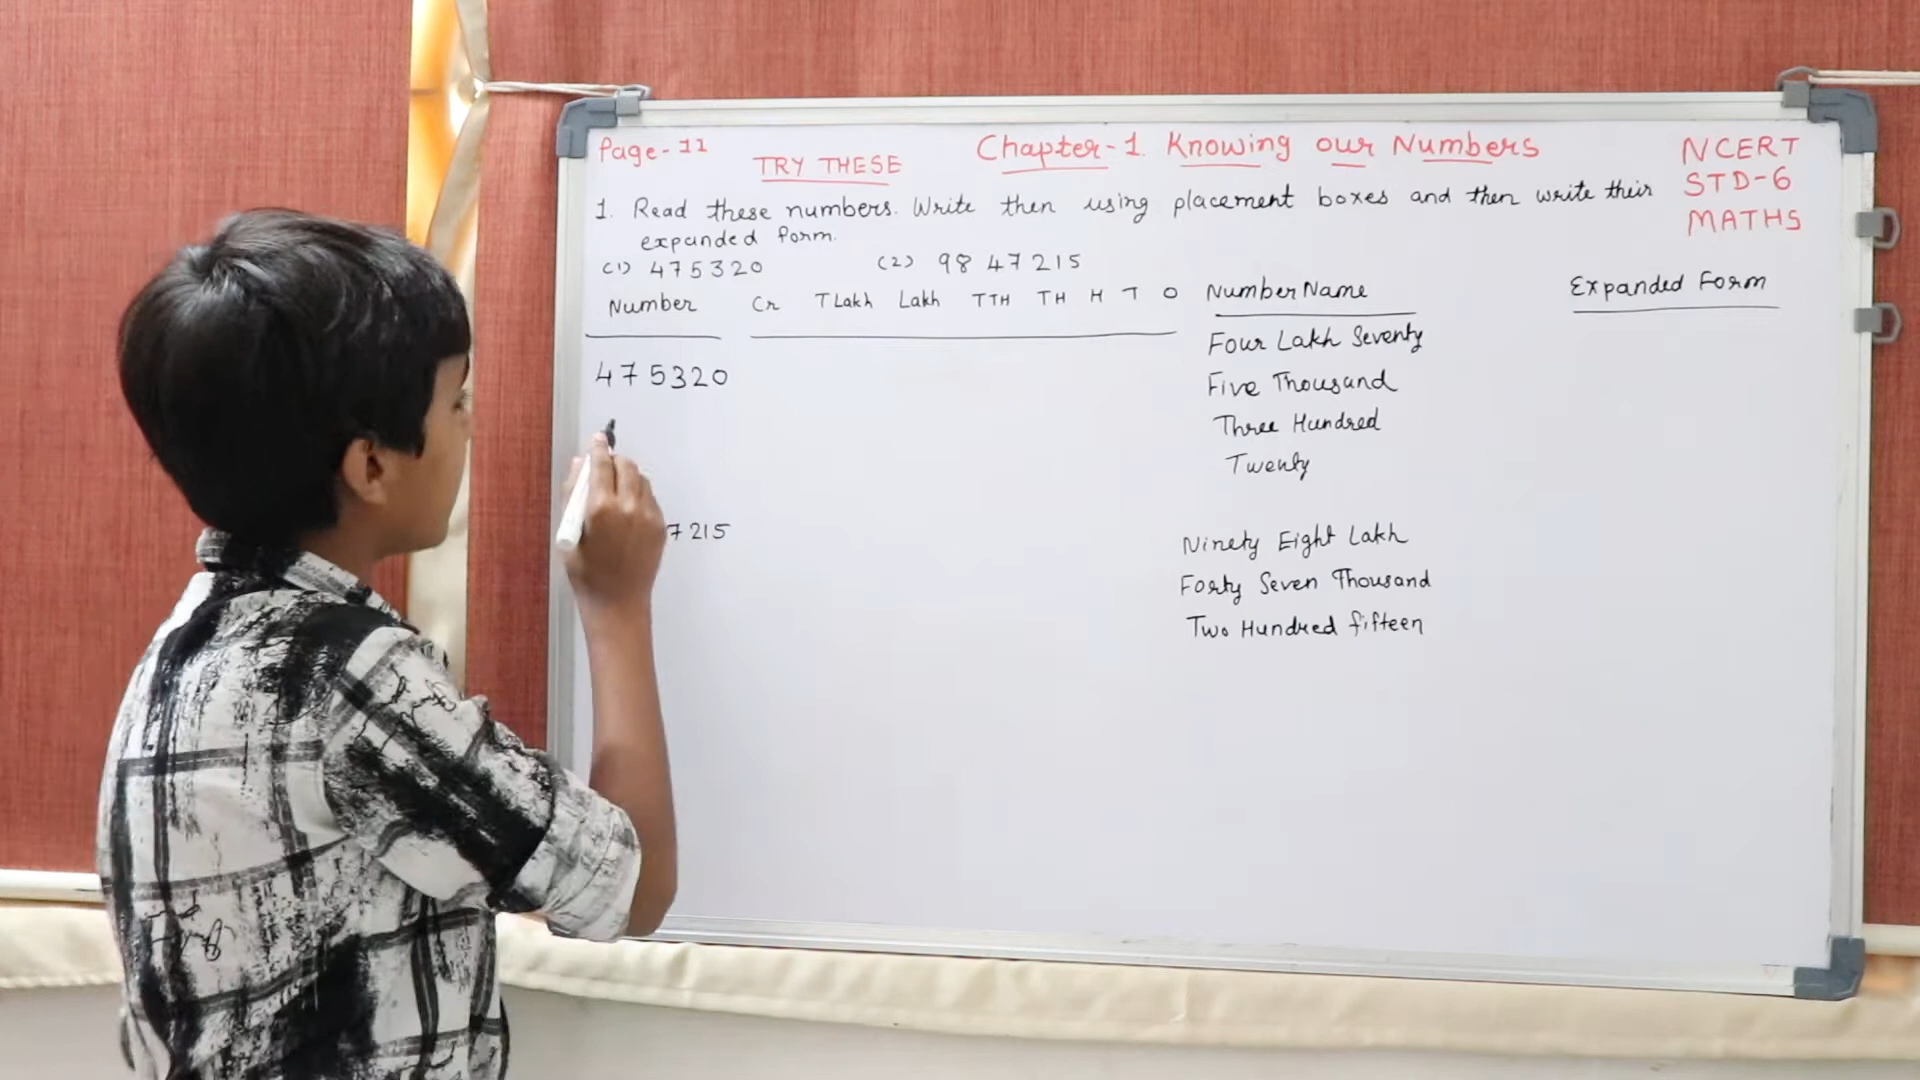 Page-11
TRY THESE
Chapter-1. Knowing our Numbers
NCERT
STD-6
MATHS
1. Read these numbers. Write then using placement boxes and then write their
expanded form.
(1) 475320 (2) 98 47 215
Number Cr TLakh Lakh TTH TH H T O Number Name Expanded Form
475320
Four Lakh Seventy
Five Thousand
Three Hundred
Twenty
7215
Ninety Eight Lakh
Forty Seven Thousand
Two Hundred fifteen